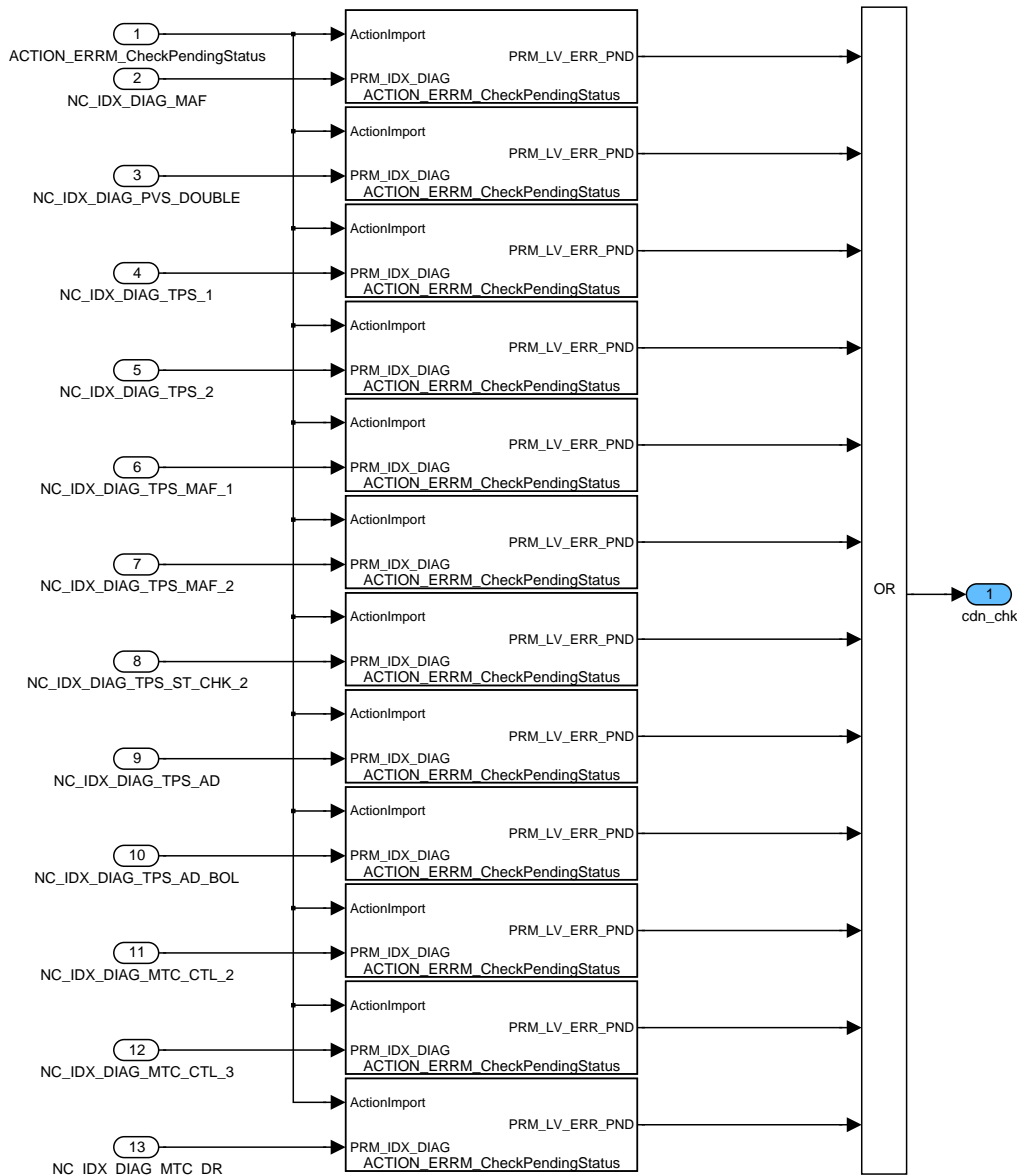 1
ActionImport
ACTION_ERRM_CheckPendingStatus
PRM_LV_ERR_PND
2
PRM_IDX_DIAG
NC_IDX_DIAG_MAF
ACTION_ERRM_CheckPendingStatus
ActionImport
PRM_LV_ERR_PND
3
PRM_IDX_DIAG
NC_IDX_DIAG_PVS_DOUBLE
ACTION_ERRM_CheckPendingStatus
ActionImport
PRM_LV_ERR_PND
4
PRM_IDX_DIAG
NC_IDX_DIAG_TPS_1
ACTION_ERRM_CheckPendingStatus
ActionImport
PRM_LV_ERR_PND
5
PRM_IDX_DIAG
NC_IDX_DIAG_TPS_2
ACTION_ERRM_CheckPendingStatus
ActionImport
PRM_LV_ERR_PND
6
PRM_IDX_DIAG
NC_IDX_DIAG_TPS_MAF_1
ACTION_ERRM_CheckPendingStatus
ActionImport
PRM_LV_ERR_PND
7
PRM_IDX_DIAG
NC_IDX_DIAG_TPS_MAF_2
ACTION_ERRM_CheckPendingStatus
OR
1
cdn_chk
ActionImport
PRM_LV_ERR_PND
8
PRM_IDX_DIAG
NC_IDX_DIAG_TPS_ST_CHK_2
ACTION_ERRM_CheckPendingStatus
ActionImport
PRM_LV_ERR_PND
9
PRM_IDX_DIAG
NC_IDX_DIAG_TPS_AD
ACTION_ERRM_CheckPendingStatus
ActionImport
PRM_LV_ERR_PND
10
PRM_IDX_DIAG
NC_IDX_DIAG_TPS_AD_BOL
ACTION_ERRM_CheckPendingStatus
ActionImport
PRM_LV_ERR_PND
11
PRM_IDX_DIAG
NC_IDX_DIAG_MTC_CTL_2
ACTION_ERRM_CheckPendingStatus
ActionImport
PRM_LV_ERR_PND
12
PRM_IDX_DIAG
NC_IDX_DIAG_MTC_CTL_3
ACTION_ERRM_CheckPendingStatus
ActionImport
PRM_LV_ERR_PND
13
PRM_IDX_DIAG
NC_IDX_DIAG_MTC_DR
ACTION_ERRM_CheckPendingStatus